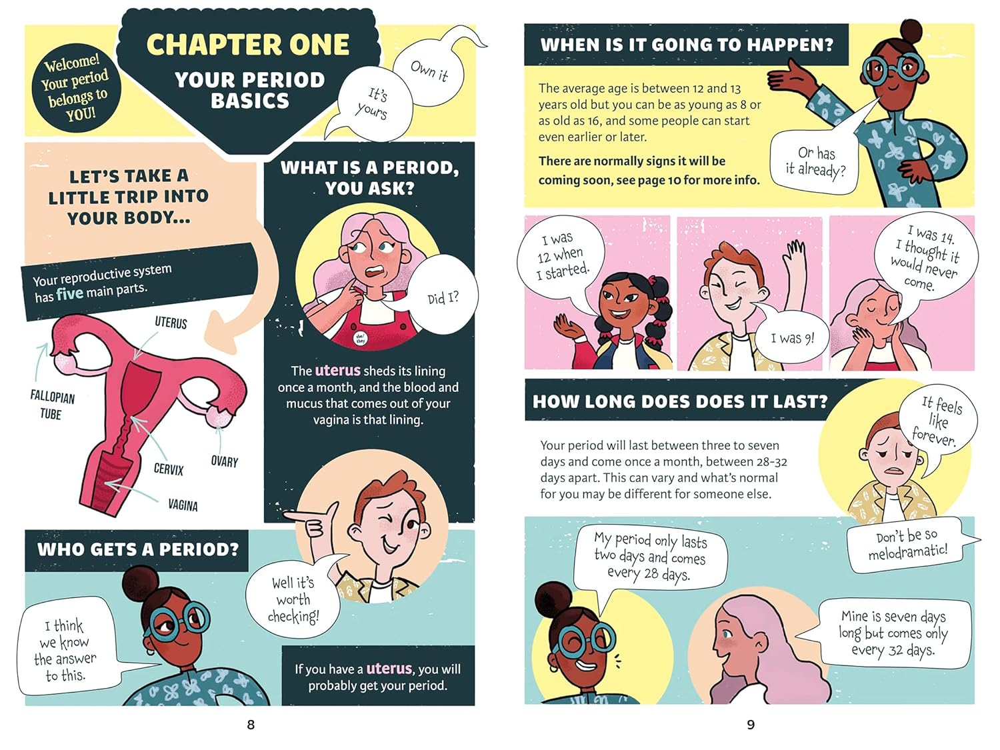 Welcome!
Your period
belongs to
YOU!
CHAPTER ONE
YOUR PERIOD
BASICS
It's
yours
Own it
LET'S TAKE A
LITTLE TRIP INTO
YOUR BODY...
Your reproductive system
has five main parts.
UTERUS
FALLOPIAN
TUBE
OVARY
CERVIX
VAGINA
WHAT IS A PERIOD,
YOU ASK?
Did I?
she/
they
The uterus sheds its lining
once a month, and the blood and
mucus that comes out of your
vagina is that lining.
Well it's
worth
checking!
WHO GETS A PERIOD?
I think
we know
the answer
to this.
If you have a uterus, you will
probably get your period.
8
WHEN IS IT GOING TO HAPPEN?
The average age is between 12 and 13
years old but you can be as young as 8 or
as old as 16, and some people can start
even earlier or later.
There are normally signs it will be
coming soon, see page 10 for more info.
Or has
it already?
I was
12 when
I started.
I was 9!
I was 14.
I thought it
would never
come.
HOW LONG DOES DOES IT LAST?
Your period will last between three to seven
days and come once a month, between 28-32
days apart. This can vary and what's normal
for you may be different for someone else.
It feels
like
forever.
Don't be so
melodramatic!
My period only lasts
two days and comes
every 28 days.
Mine is seven days
long but comes only
every 32 days.
9